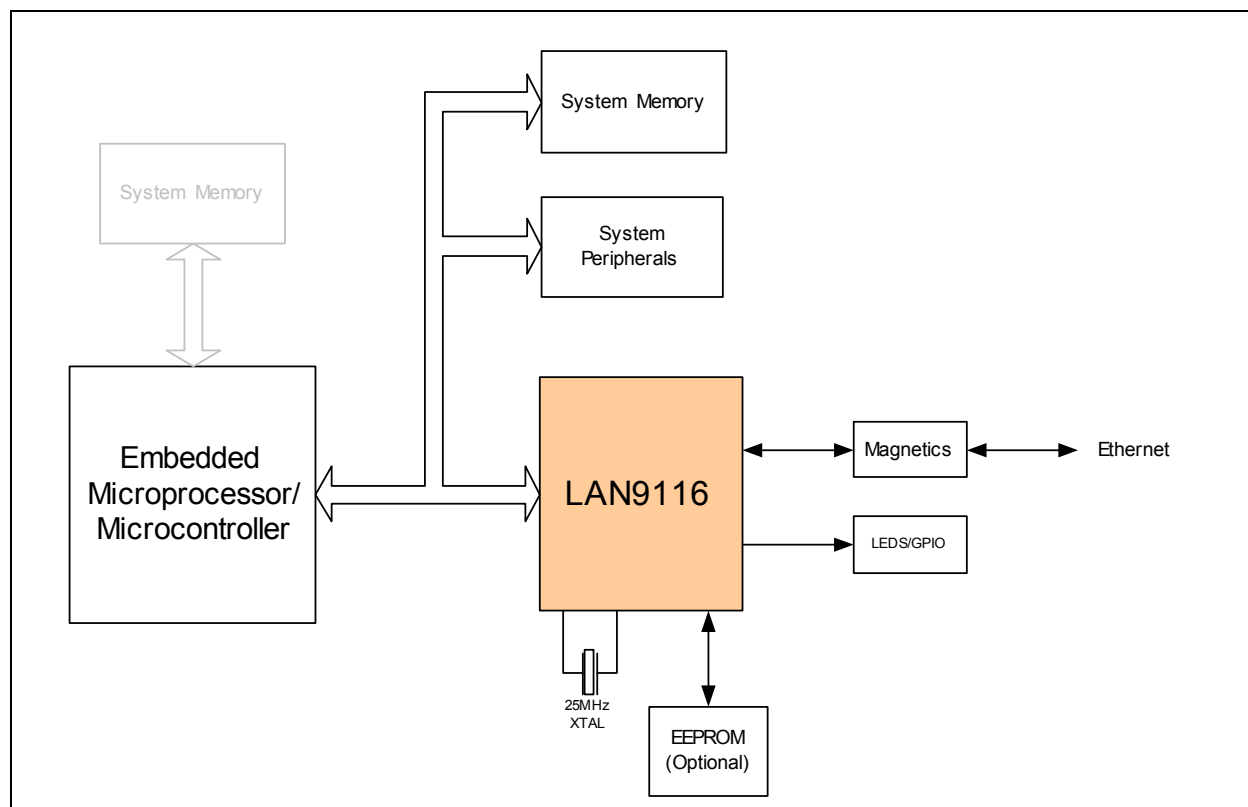 System Memory
System Memory
System
Peripherals
Embedded
Microprocessor/
Microcontroller
LAN9116
Magnetics
Ethernet
LEDS/GPIO
25MHz
XTAL
EEPROM
(Optional)